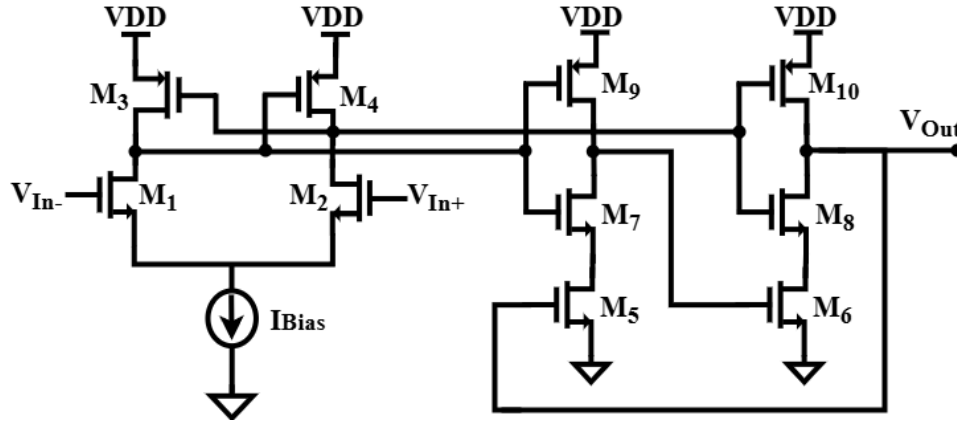 VDD VDD VDD VDD
M3 M4 M9 M10
VOut
VIn- M1 M2 VIn+ M7 M8
IBias M5 M6